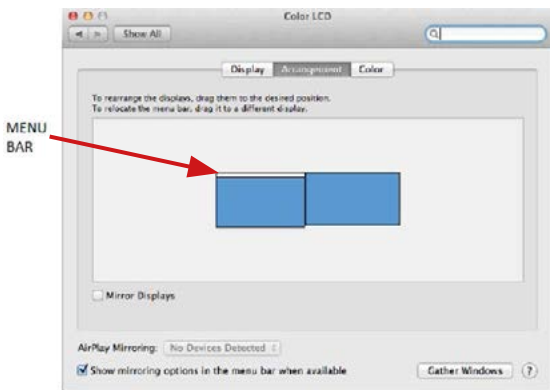 Color LCD
Show All
Display Arrangement Color
To rearrange the displays, drag them to the desired position.
To relocate the menu bar, drag it to a different display.
MENU
BAR
Mirror Displays
AirPlay Mirroring: No Devices Detected
Show mirroring options in the menu bar when available
Gather Windows ?